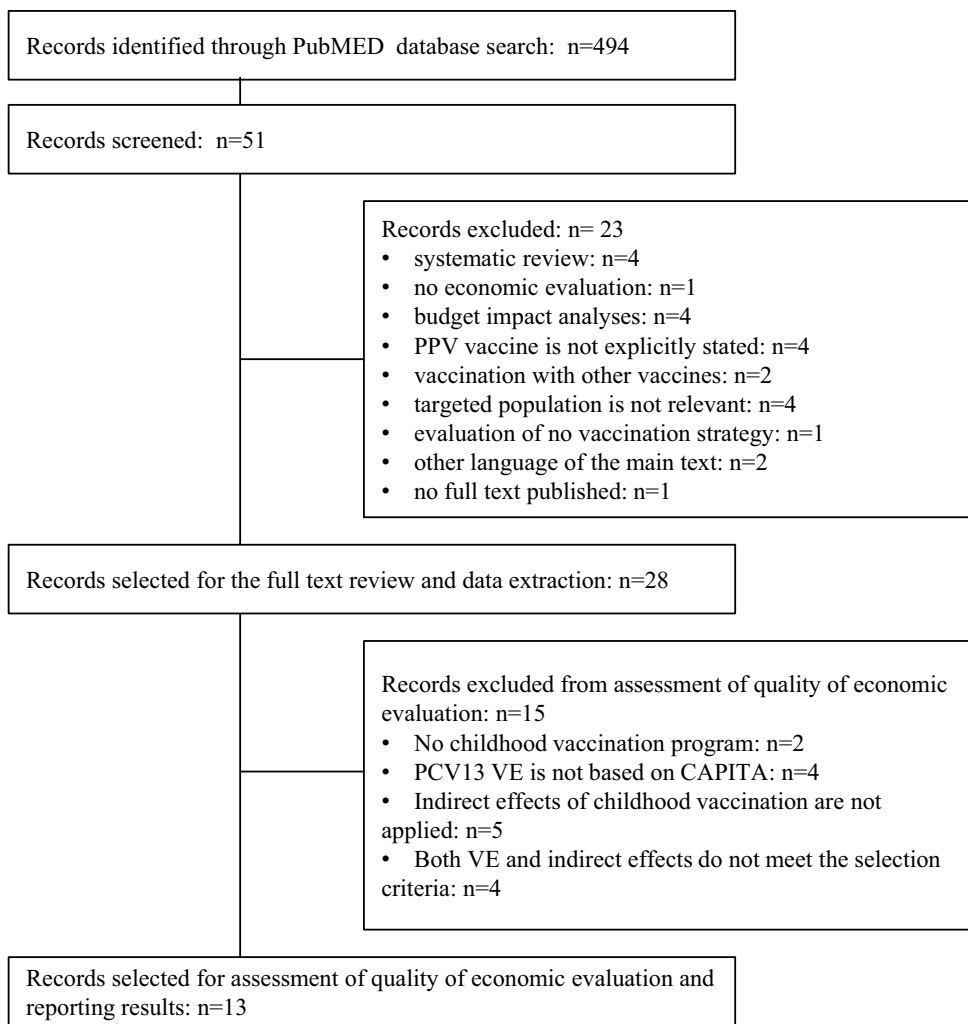 Records identified through PubMED database search: n=494
Records screened: n=51
Records excluded: n= 23
• systematic review: n=4
• no economic evaluation: n=1
• budget impact analyses: n=4
• PPV vaccine is not explicitly stated: n=4
• vaccination with other vaccines: n=2
• targeted population is not relevant: n=4
• evaluation of no vaccination strategy: n=1
• other language of the main text: n=2
• no full text published: n=1
Records selected for the full text review and data extraction: n=28
Records excluded from assessment of quality of economic
evaluation: n=15
• No childhood vaccination program: n=2
• PCV13 VE is not based on CAPITA: n=4
• Indirect effects of childhood vaccination are not
applied: n=5
• Both VE and indirect effects do not meet the selection
criteria: n=4
Records selected for assessment of quality of economic evaluation and
reporting results: n=13